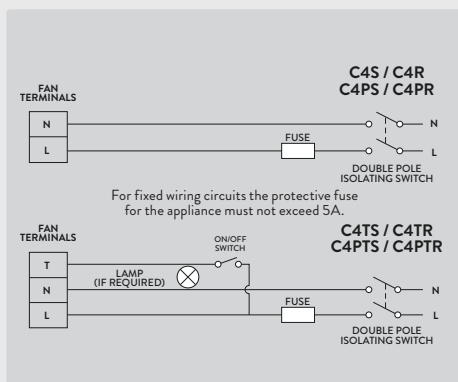 C4S / C4R
C4PS / C4PR
FAN
TERMINALS
N
N
L
FUSE
L
DOUBLE POLE
ISOLATING SWITCH
For fixed wiring circuits the protective fuse
for the appliance must not exceed 5A.
C4TS / C4TR
C4PTS / C4PTR
FAN
TERMINALS
ON/OFF
SWITCH
T
LAMP
(IF REQUIRED)
N
N
FUSE
L
L
DOUBLE POLE
ISOLATING SWITCH